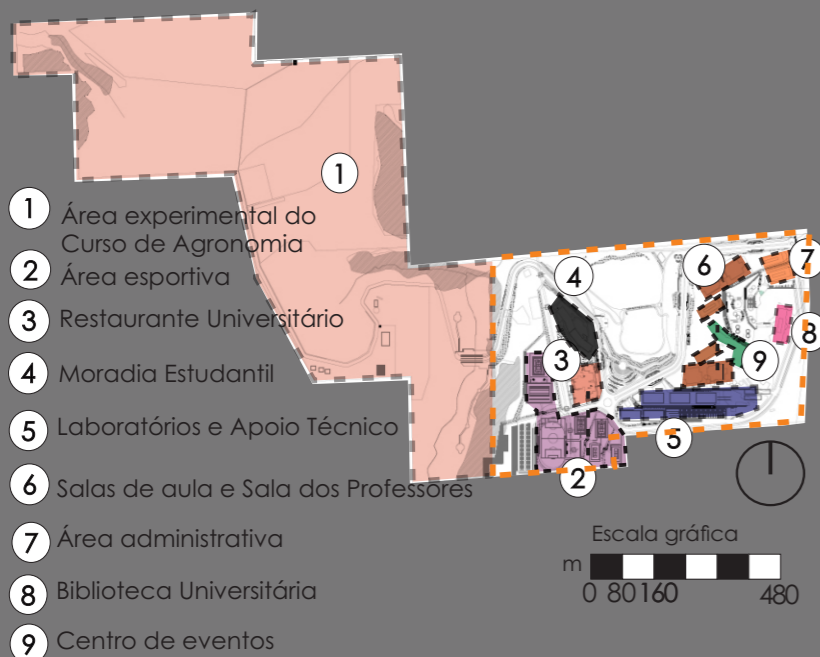 1 Área experimental do
Curso de Agronomia
2 Área esportiva
3 Restaurante Universitário
4 Moradia Estudantil
5 Laboratórios e Apoio Técnico
6 Salas de aula e Sala dos Professores
7 Área administrativa
8 Biblioteca Universitária
9 Centro de eventos
1
4
6
7
8
3
9
5
2
Escala gráfica
m
0 80 160 480